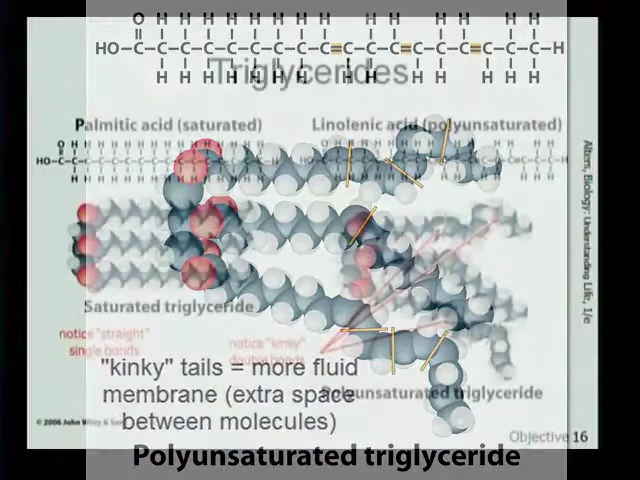 Triglycerides
Palmitic acid (saturated)
Linolenic acid (polyunsaturated)
Saturated triglyceride
notice "straight"
single bonds
notice "kinky"
double bonds
"kinky" tails = more fluid
membrane (extra space
between molecules)
Polyunsaturated triglyceride
Polyunsaturated triglyceride
Alters, Biology: Understanding Life, 1/e
© 2006 John Wiley &
Objective 16